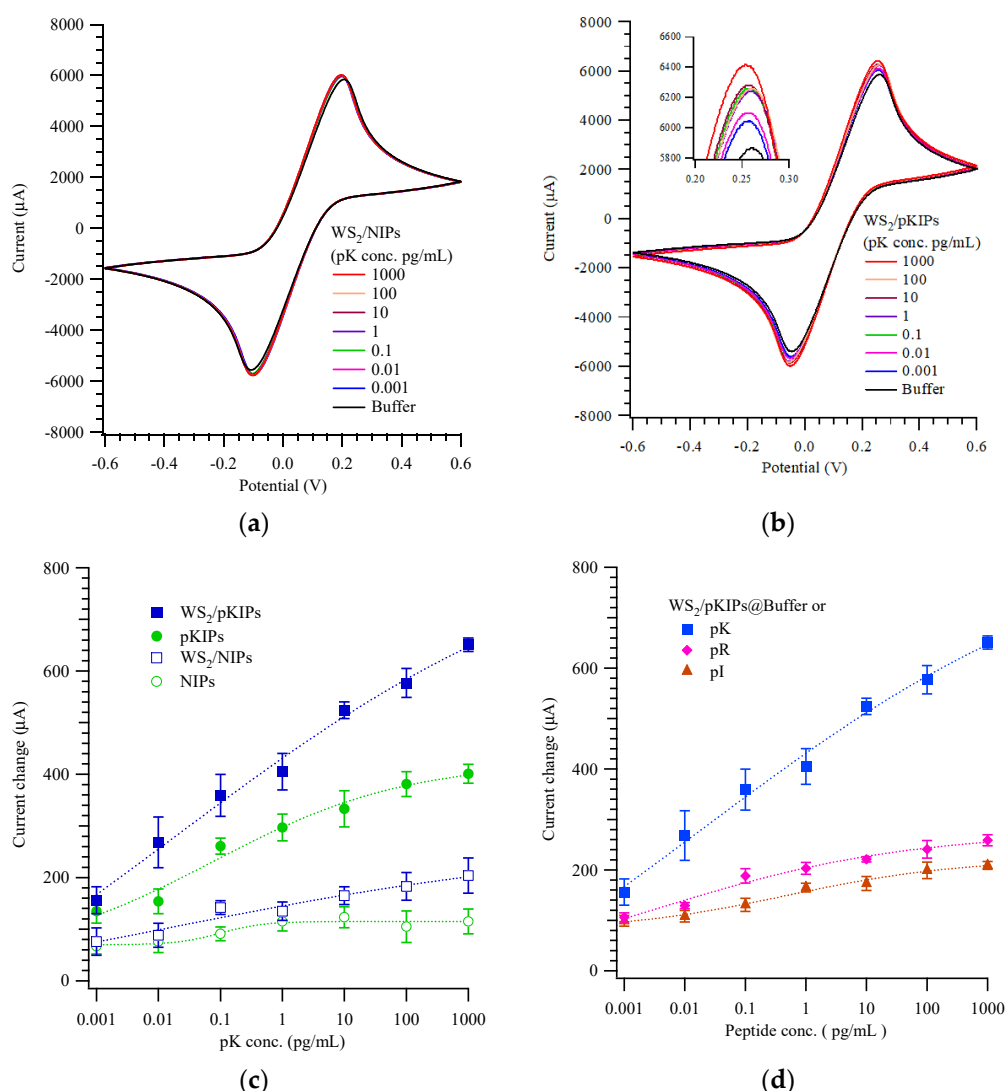 8000
6000
4000
2000
0
-2000
-4000
-6000
-8000
Current (µA)
WS2/NIPs
(pK conc. pg/mL)
1000
100
10
1
0.1
0.01
0.001
Buffer
-0.6 -0.4 -0.2 0.0 0.2 0.4 0.6
Potential (V)
(a)
8000
6000
4000
2000
0
-2000
-4000
-6000
-8000
Current (µA)
6600
6400
6200
6000
5800
0.20 0.25 0.30
WS2/pKIPs
(pK conc. pg/mL)
1000
100
10
1
0.1
0.01
0.001
Buffer
-0.6 -0.4 -0.2 0.0 0.2 0.4 0.6
Potential (V)
(b)
800
600
400
200
0
Current change (µA)
WS2/pKIPs
pKIPs
WS2/NIPs
NIPs
0.001 0.01 0.1 1 10 100 1000
pK conc. (pg/mL)
(c)
800
600
400
200
0
Current change (µA)
WS2/pKIPs@Buffer or
pK
pR
pI
0.001 0.01 0.1 1 10 100 1000
Peptide conc. ( pg/mL )
(d)